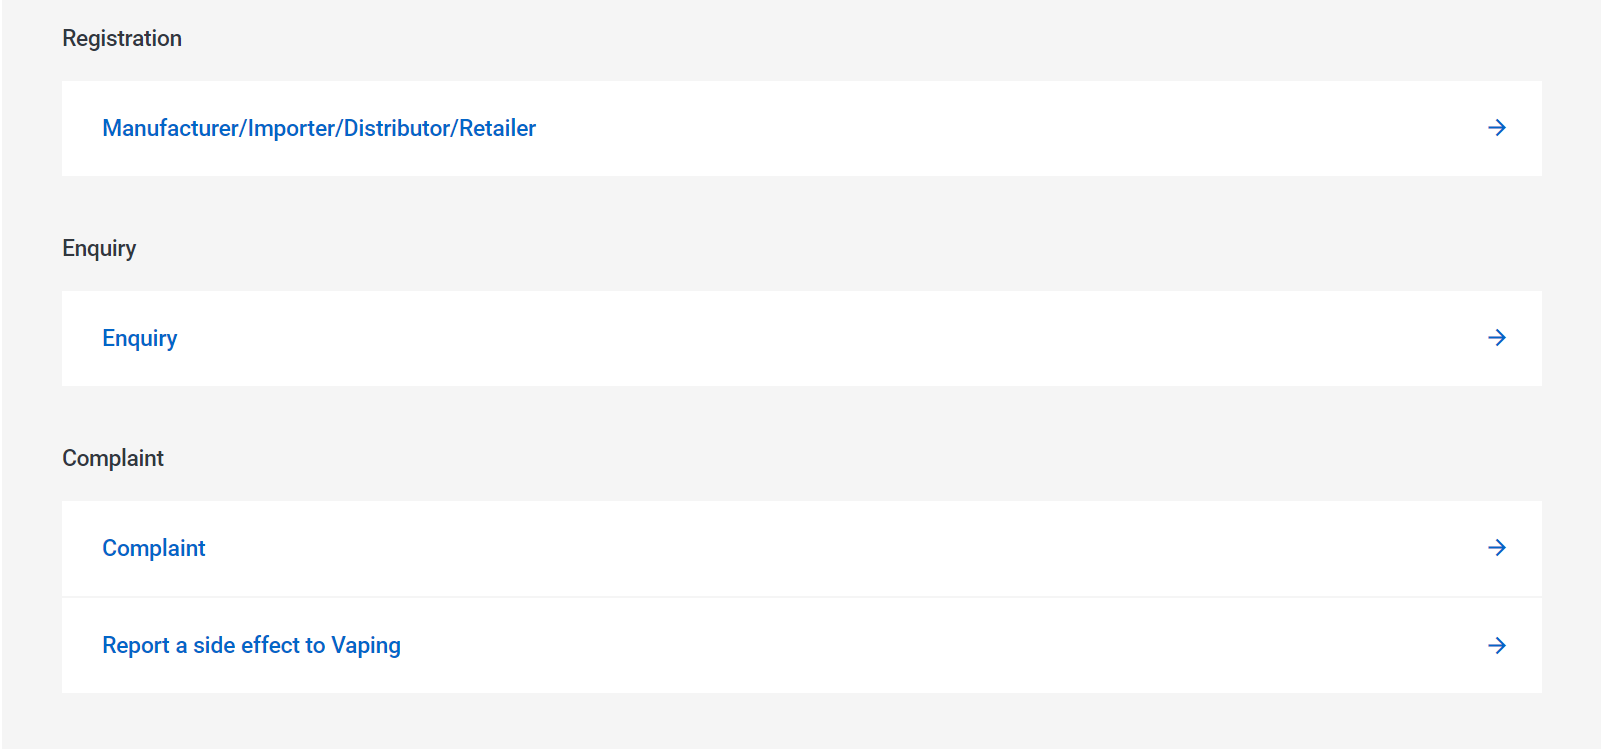 Registration
Manufacturer/Importer/Distributor/Retailer
Enquiry
Enquiry
Complaint
Complaint
Report a side effect to Vaping